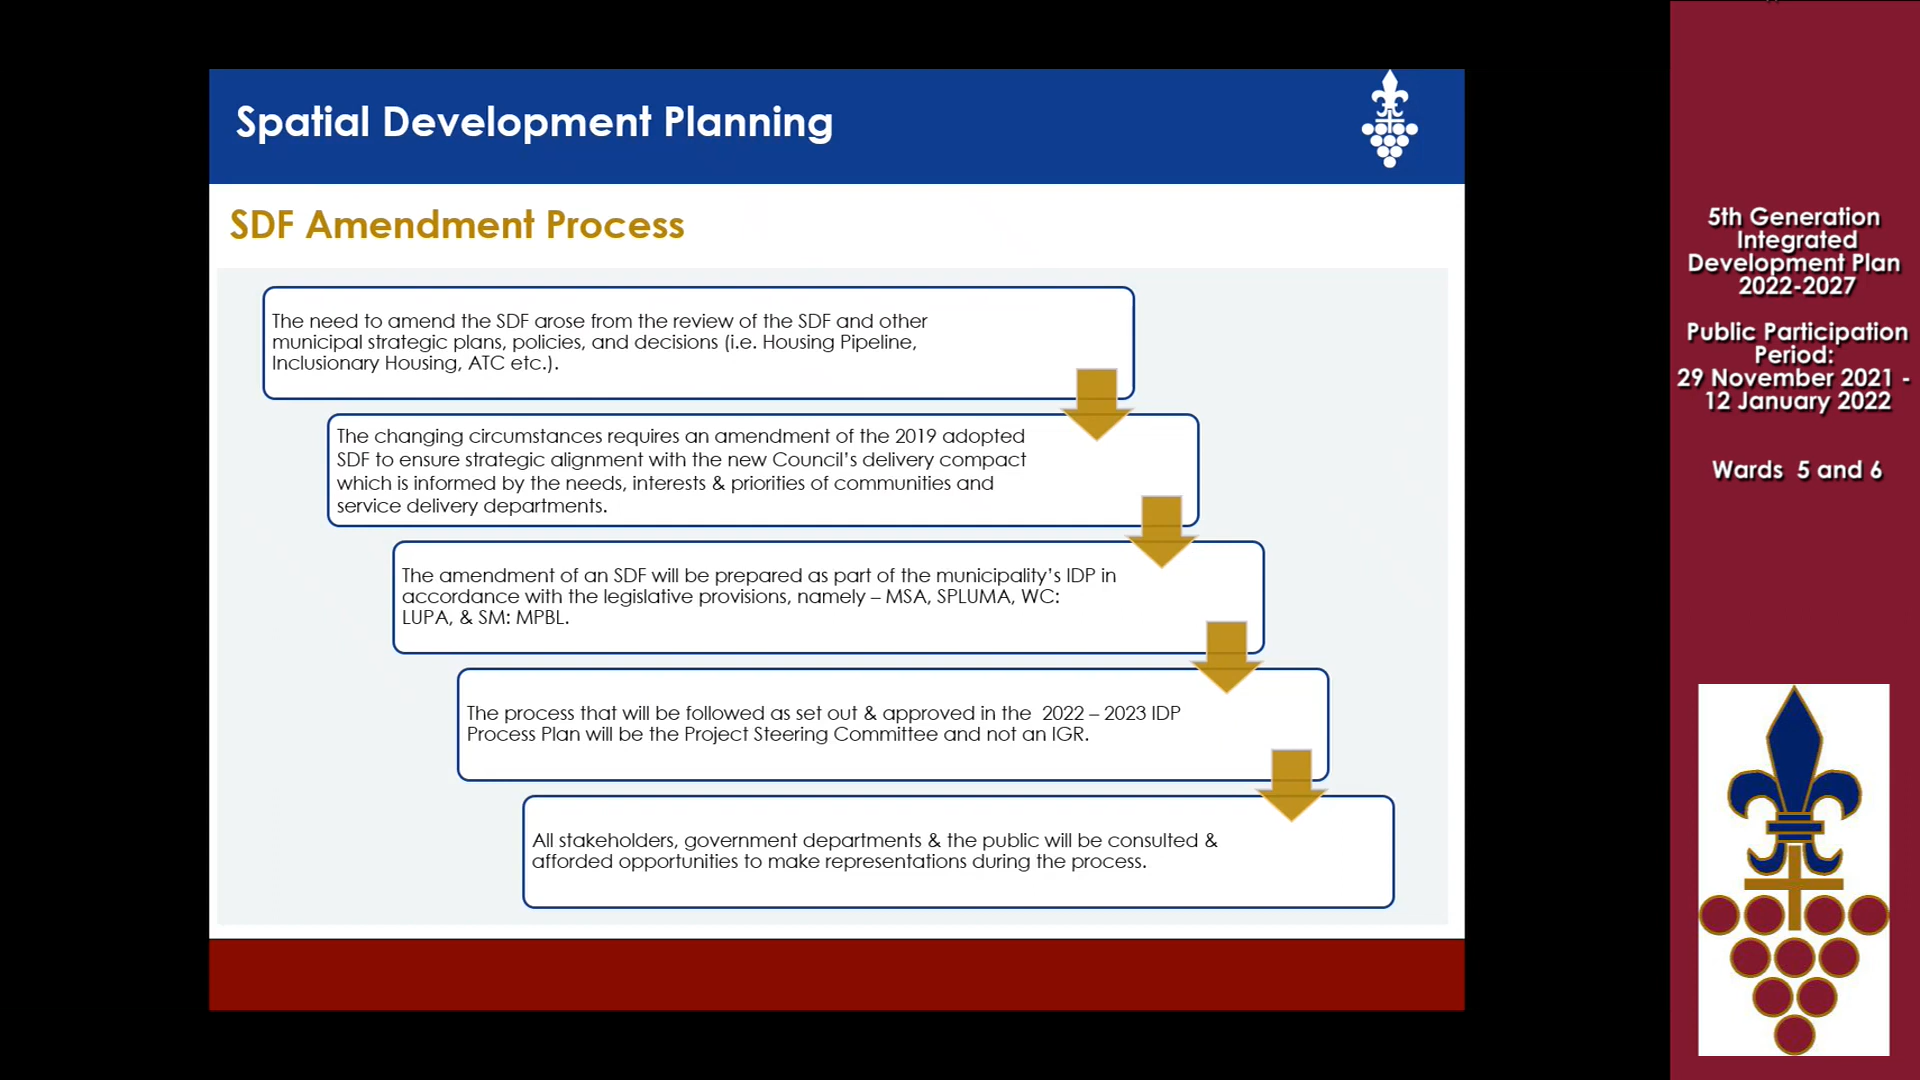 Spatial Development Planning
SDF Amendment Process
The need to amend the SDF arose from the review of the SDF and other
municipal strategic plans, policies, and decisions (i.e. Housing Pipeline,
Inclusionary Housing, ATC etc.).
The changing circumstances requires an amendment of the 2019 adopted
SDF to ensure strategic alignment with the new Council’s delivery compact
which is informed by the needs, interests & priorities of communities and
service delivery departments.
The amendment of an SDF will be prepared as part of the municipality’s IDP in
accordance with the legislative provisions, namely – MSA, SPLUMA, WC:
LUPA, & SM: MPBL.
The process that will be followed as set out & approved in the 2022 – 2023 IDP
Process Plan will be the Project Steering Committee and not an IGR.
All stakeholders, government departments & the public will be consulted &
afforded opportunities to make representations during the process.
5th Generation
Integrated
Development Plan
2022-2027
Public Participation
Period:
29 November 2021 -
12 January 2022
Wards 5 and 6